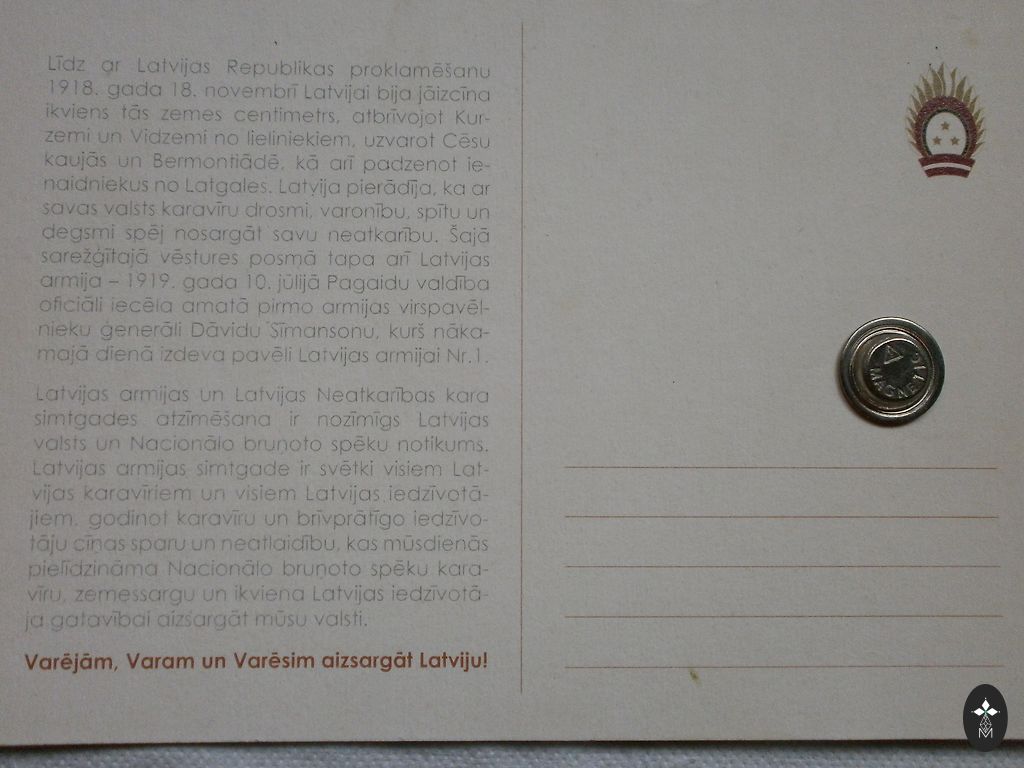 Līdz ar Latvijas Republikas proklamēšanu
1918. gada 18. novembrī Latvijai bija jāizcīna
ikviens tās zemes centimetrs, atbrīvojot Kur-
zemi un Vidzemi no lieliniekiem, uzvarot Cēsu
kaujās un Bermontiādē, kā arī padzenot ie-
naidniekus no Latgales. Latvija pierādīja, ka ar
savas valsts karavīru drosmi, varonību, spītu un
degsmi spēj nosargāt savu neatkarību. Šajā
sarežģītajā vēstures posmā tapa arī Latvijas
armija – 1919. gada 10. jūlijā Pagaidu valdība
oficiāli iecēla amatā pirmo armijas virspavēl-
nieku ģenerāli Dāvidu Sīmansonu, kurš nāka-
majā dienā izdeva pavēli Latvijas armijai Nr.1.
Latvijas armijas un Latvijas Neatkarības kara
simtgades atzīmēšana ir nozīmīgs Latvijas
valsts un Nacionālo bruņoto spēku notikums.
Latvijas armijas simtgade ir svētki visiem Lat-
vijas karavīriem un visiem Latvijas iedzīvotā-
jiem, godinot karavīru un brīvprātīgo iedzīvo-
tāju cīņas sparu un neatlaidību, kas mūsdienās
pielīdzināma Nacionālo bruņoto spēku kara-
vīru, zemessargu un ikviena Latvijas iedzīvotā-
ja gatavībai aizsargāt mūsu valsti.
Varējām, Varam un Varēsim aizsargāt Latviju!
MAGNETIC
M